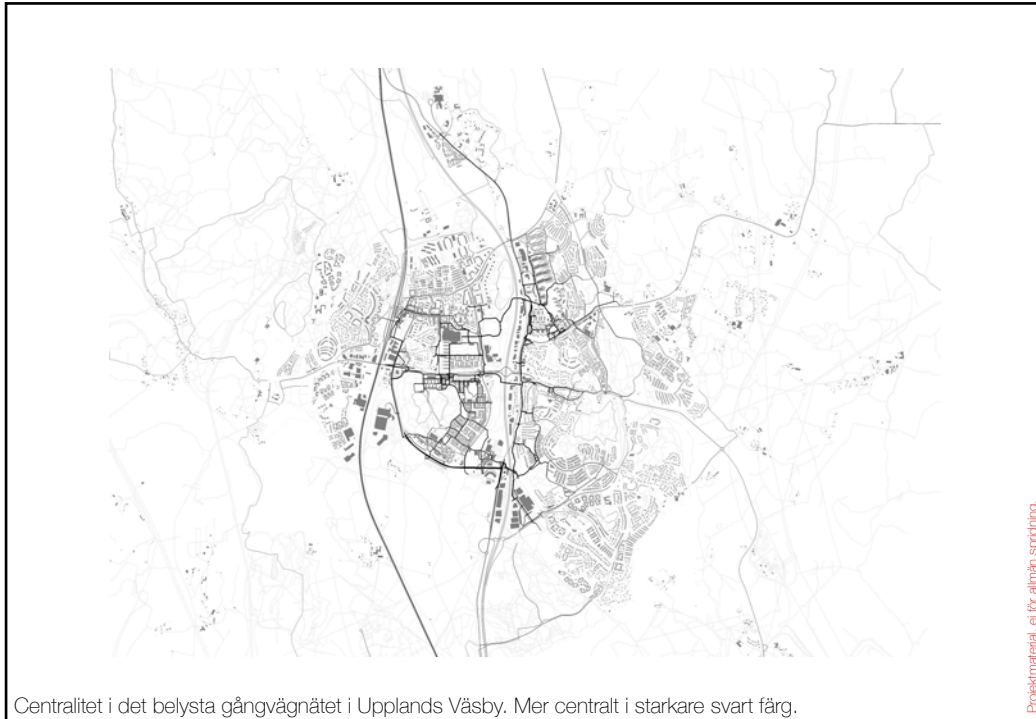 Centralitet i det belysta gångvägnätet i Upplands Väsby. Mer centralt i starkare svart färg.
Projektmaterial, ej för allmän spridning